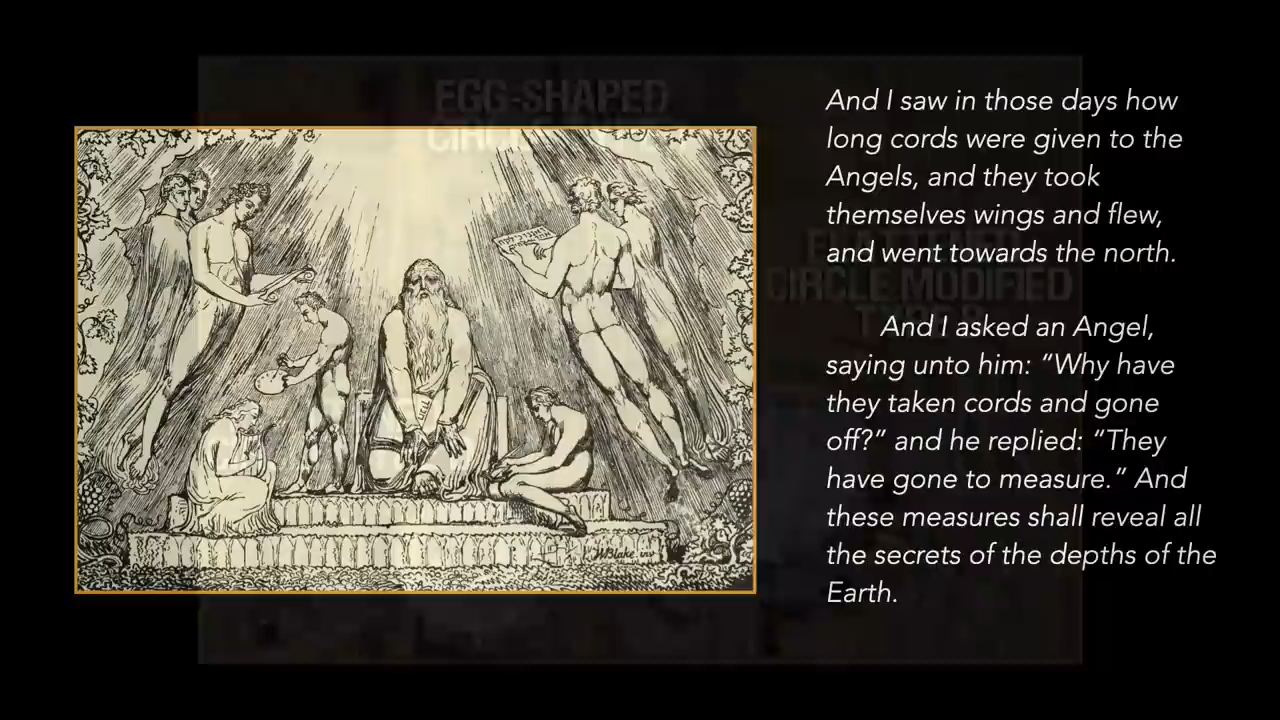 EGG-SHAPED
And I saw in those days how
long cords were given to the
Angels, and they took
themselves wings and flew,
and went towards the north.
CIRCLE MODIFIED
And I asked an Angel,
saying unto him: “Why have
they taken cords and gone
off?” and he replied: “They
have gone to measure.” And
these measures shall reveal all
the secrets of the depths of the
Earth.
WBlake inv